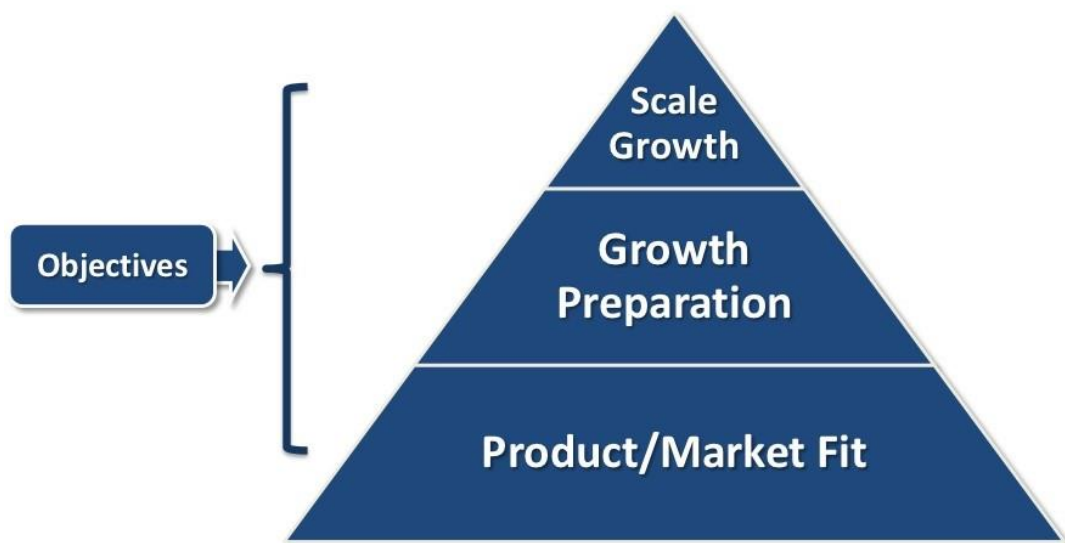 Objectives
Scale
Growth
Growth
Preparation
Product/Market Fit